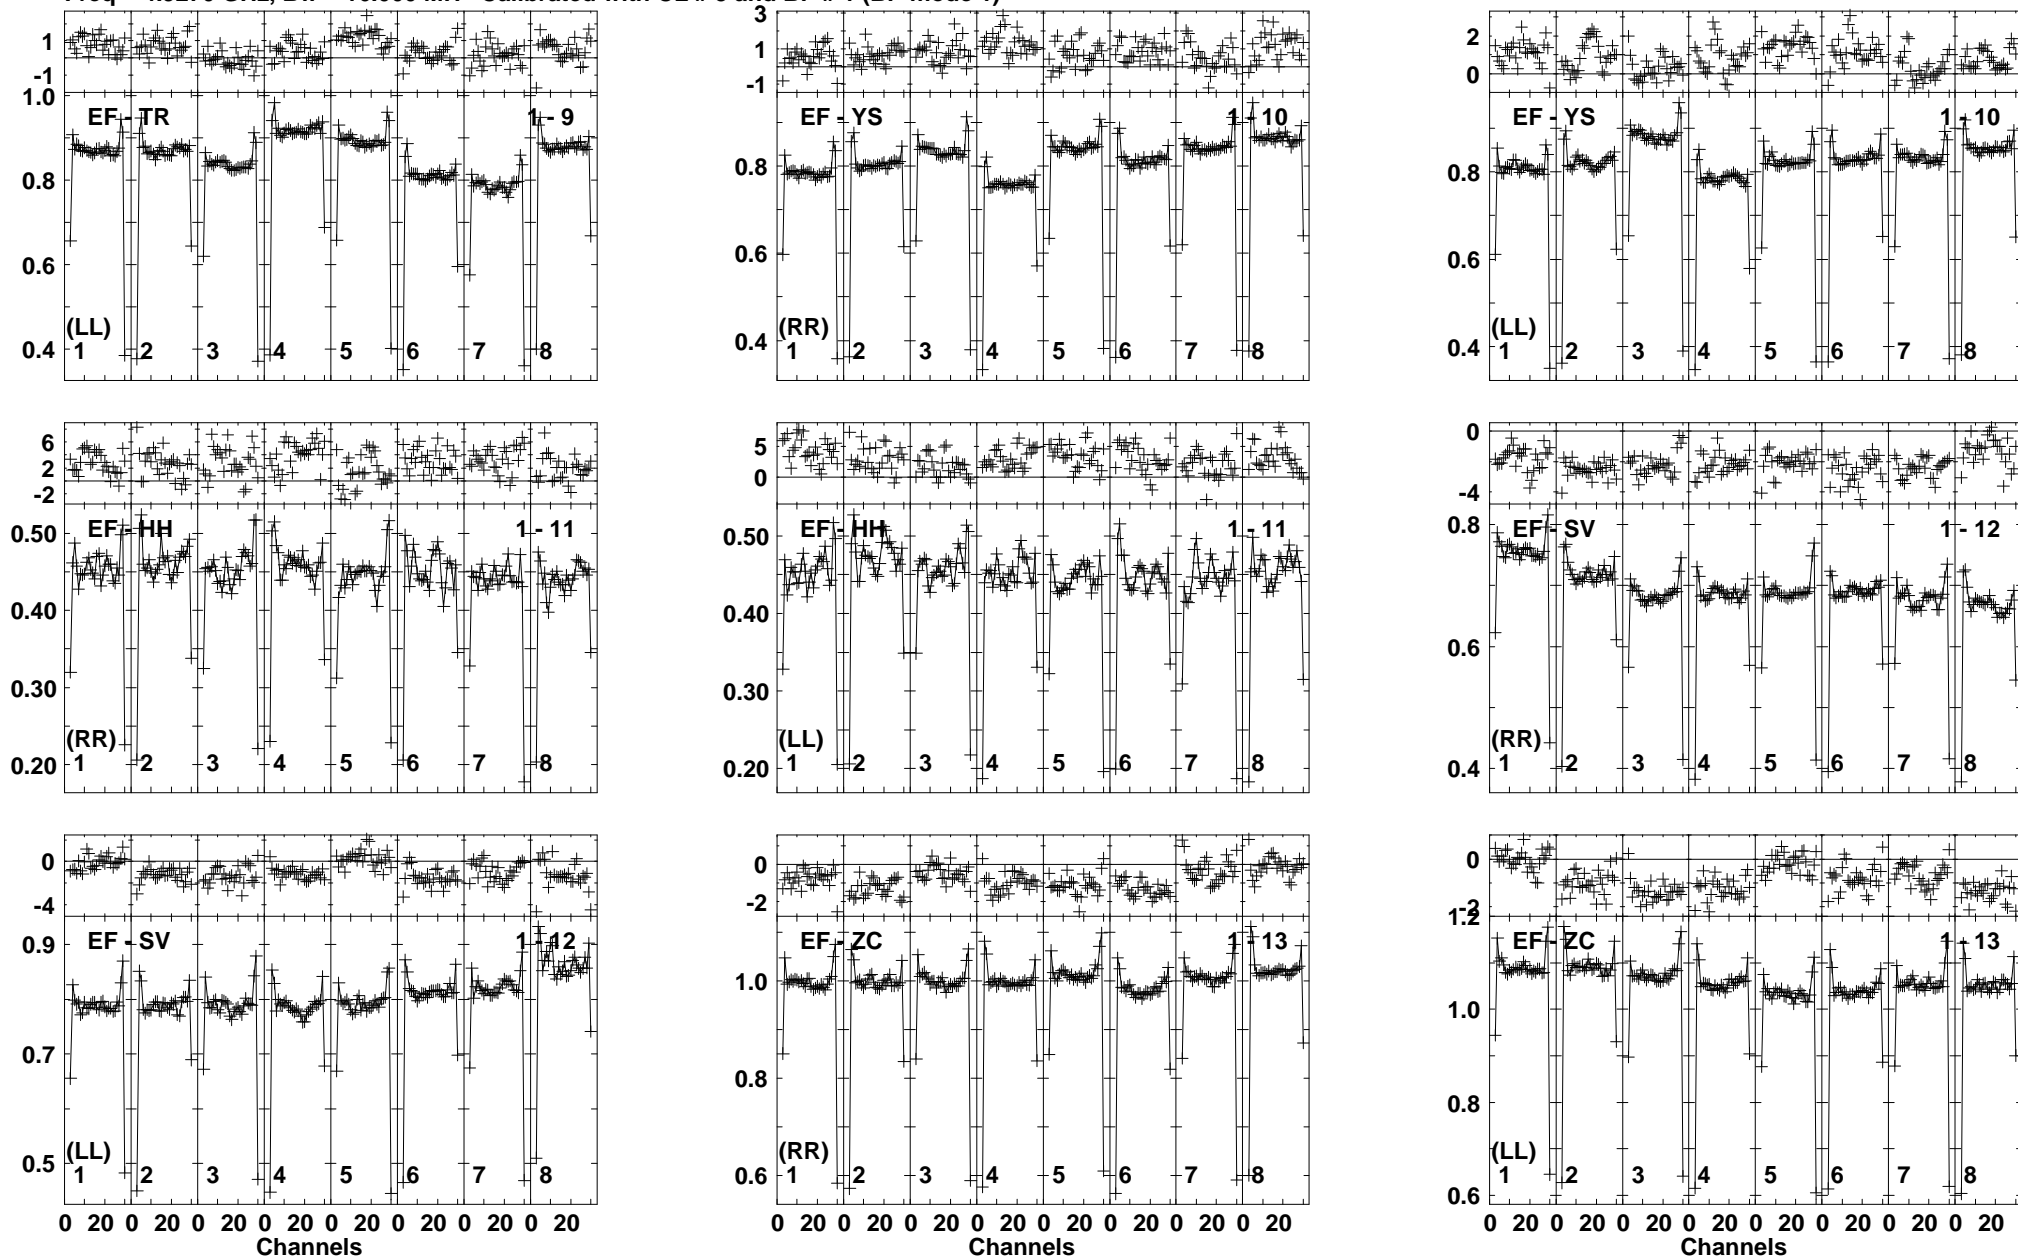 1 3 2
-1 1 -1 0
1.0 EF - TR 1 - 9 EF - YS 1 - 10 EF - YS 1 - 10
0.8 0.8 0.8
0.6 0.6 0.6
(LL) (RR) (LL)
0.4 1 2 3 4 5 6 7 8 0.4 1 2 3 4 5 6 7 8 0.4 1 2 3 4 5 6 7 8
6 2 -2 5 0 0 -4
0.50 EF - HH 1 - 11 0.50 EF - HH 1 - 11 0.8 EF - SV 1 - 12
0.40 0.40 0.6
0.30 0.30
(RR) (LL) (RR)
0.20 1 2 3 4 5 6 7 8 0.20 1 2 3 4 5 6 7 8 0.4 1 2 3 4 5 6 7 8
0 -4 0 -2 0 -2
0.9 EF - SV 1 - 12 EF - ZC 1 - 13 1.2 EF - ZC 1 - 13
0.7 1.0 1.0
0.8 0.8
(LL) (RR) (LL)
0.5 1 2 3 4 5 6 7 8 0.6 1 2 3 4 5 6 7 8 0.6 1 2 3 4 5 6 7 8
0 20 0 20 0 20 0 20 0 20 0 20 0 20 0 20 0 20 0 20 0 20 0 20 0 20 0 20 0 20 0 20 0 20 0 20 0 20 0 20 0 20 0 20 0 20 0 20
Channels Channels Channels